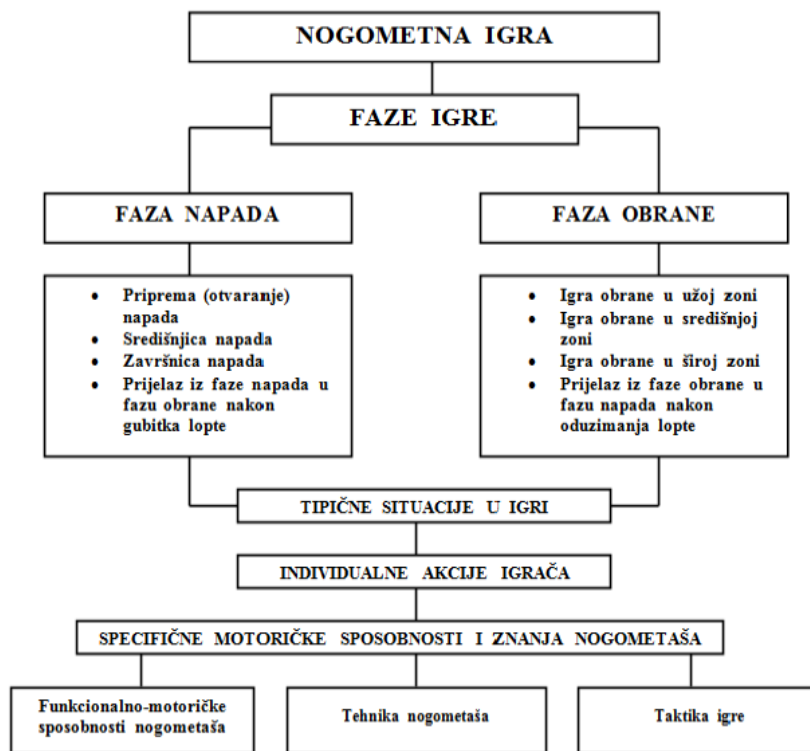 NOGOMETNA IGRA
FAZE IGRE
FAZA NAPADA
• Priprema (otvaranje)
napada
• Središnjica napada
• Završnica napada
• Prijelaz iz faze napada u
fazu obrane nakon
gubitka lopte
FAZA OBRANE
• Igra obrane u užoj zoni
• Igra obrane u središnjoj
zoni
• Igra obrane u široj zoni
• Prijelaz iz faze obrane u
fazu napada nakon
oduzimanja lopte
TIPIČNE SITUACIJE U IGRI
INDIVIDUALNE AKCIJE IGRAČA
SPECIFIČNE MOTORIČKE SPOSOBNOSTI I ZNANJA NOGOMETAŠA
Funkcionalno-motoričke
sposobnosti nogometaša
Tehnika nogometaša
Taktika igre